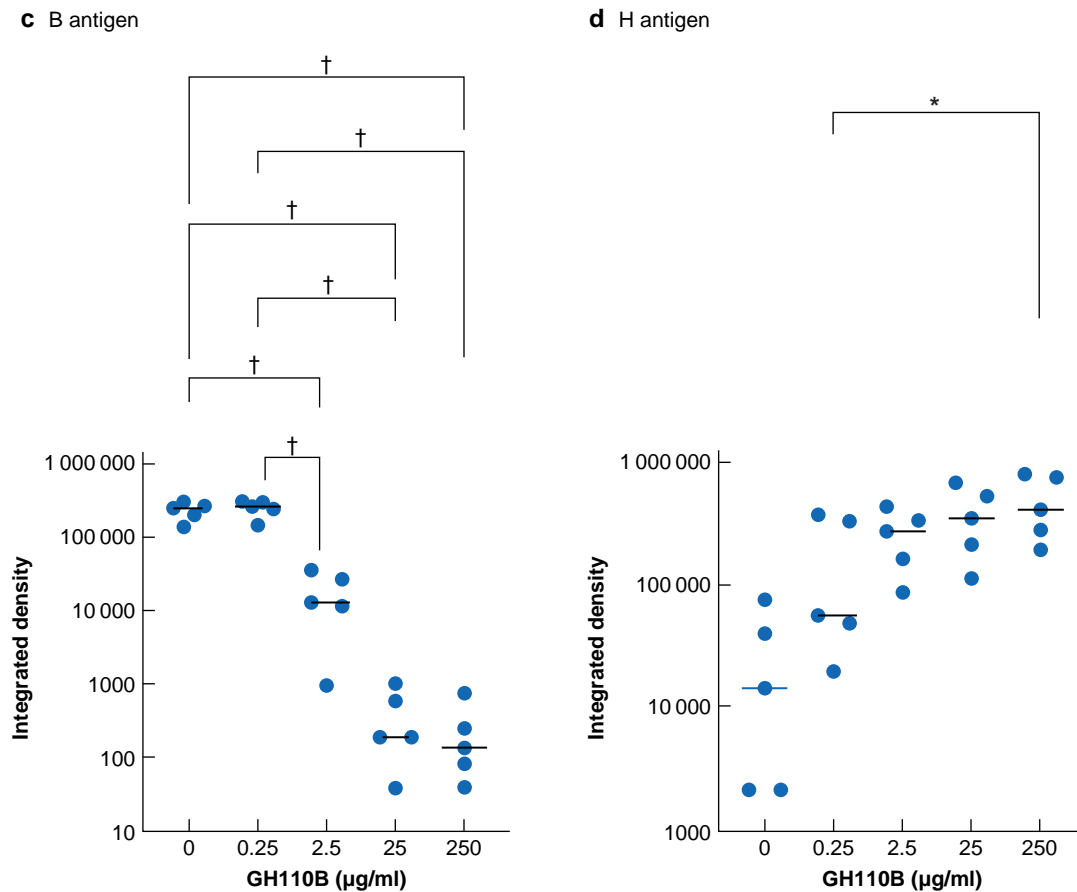 c B antigen
†
†
†
†
†
†
1 000 000
100 000
10 000
1000
100
10
Integrated density
0 0.25 2.5 25 250
GH110B (µg/ml)
d H antigen
*
1 000 000
100 000
10 000
1000
Integrated density
0 0.25 2.5 25 250
GH110B (µg/ml)